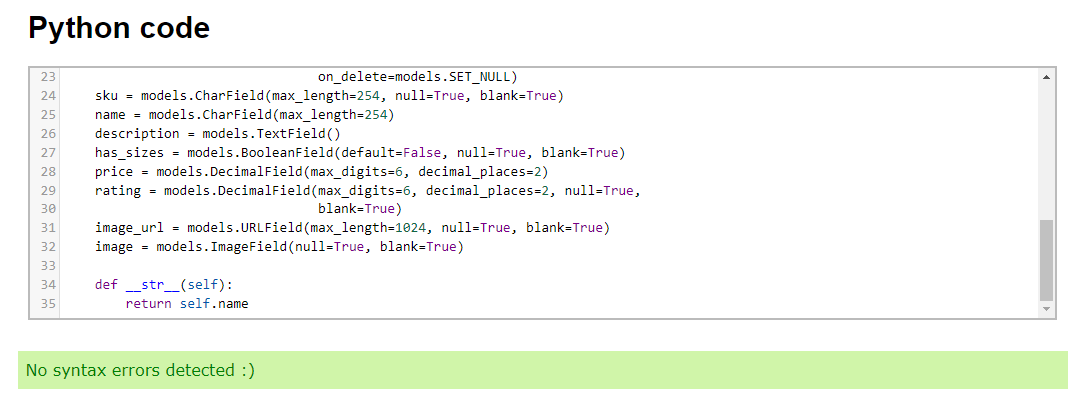 Python code
23 on_delete=models.SET_NULL)
24 sku = models.CharField(max_length=254, null=True, blank=True)
25 name = models.CharField(max_length=254)
26 description = models.TextField()
27 has_sizes = models.BooleanField(default=False, null=True, blank=True)
28 price = models.DecimalField(max_digits=6, decimal_places=2)
29 rating = models.DecimalField(max_digits=6, decimal_places=2, null=True,
30 blank=True)
31 image_url = models.URLField(max_length=1024, null=True, blank=True)
32 image = models.ImageField(null=True, blank=True)
33
34 def __str__(self):
35 return self.name
No syntax errors detected :)